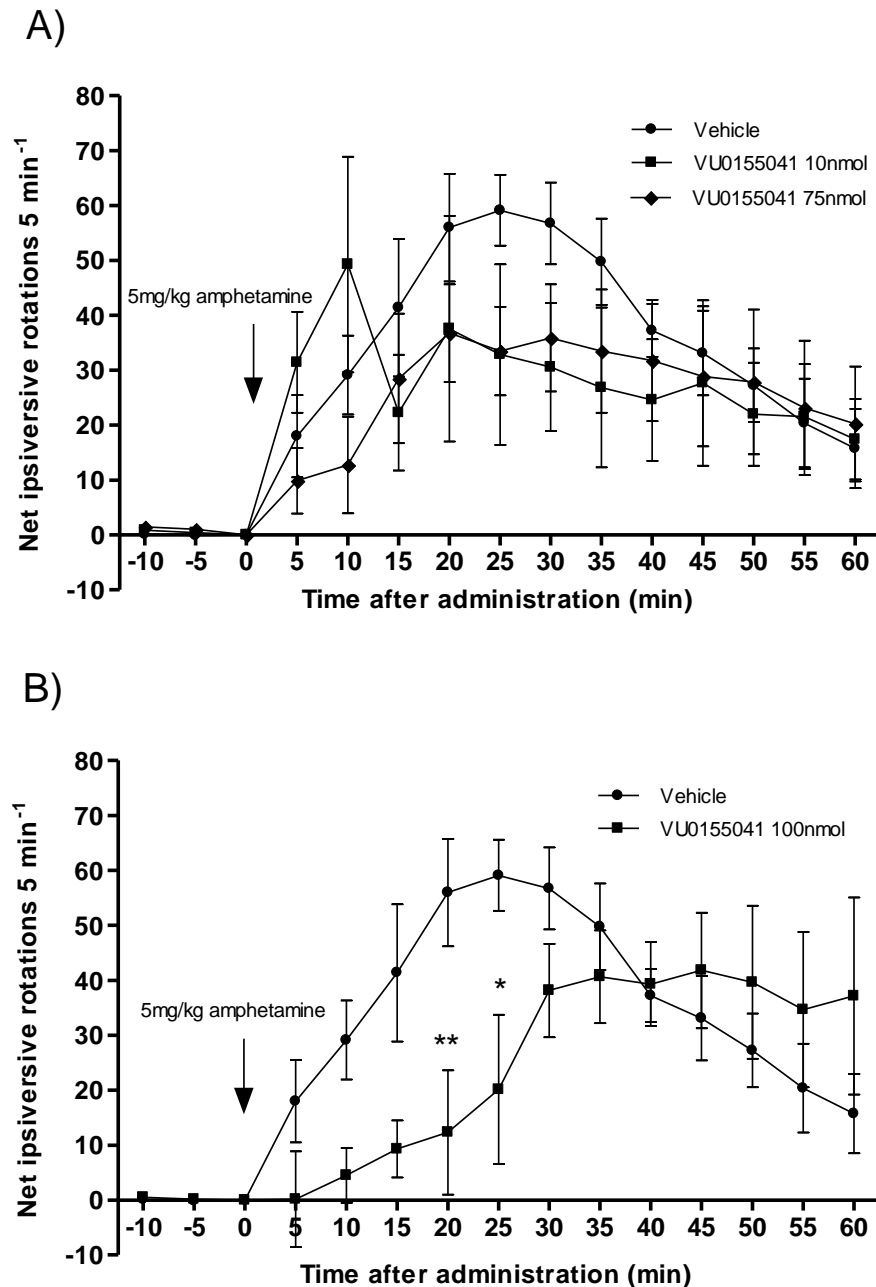 A)
80
70
60
50
40
30
20
10
0
-10
Net ipsiversive rotations 5 min⁻¹
Vehicle
VU0155041 10nmol
VU0155041 75nmol
5mg/kg amphetamine
-10 -5 0 5 10 15 20 25 30 35 40 45 50 55 60
Time after administration (min)
B)
80
70
60
50
40
30
20
10
0
-10
Net ipsiversive rotations 5 min⁻¹
Vehicle
VU0155041 100nmol
5mg/kg amphetamine
*
**
-10 -5 0 5 10 15 20 25 30 35 40 45 50 55 60
Time after administration (min)